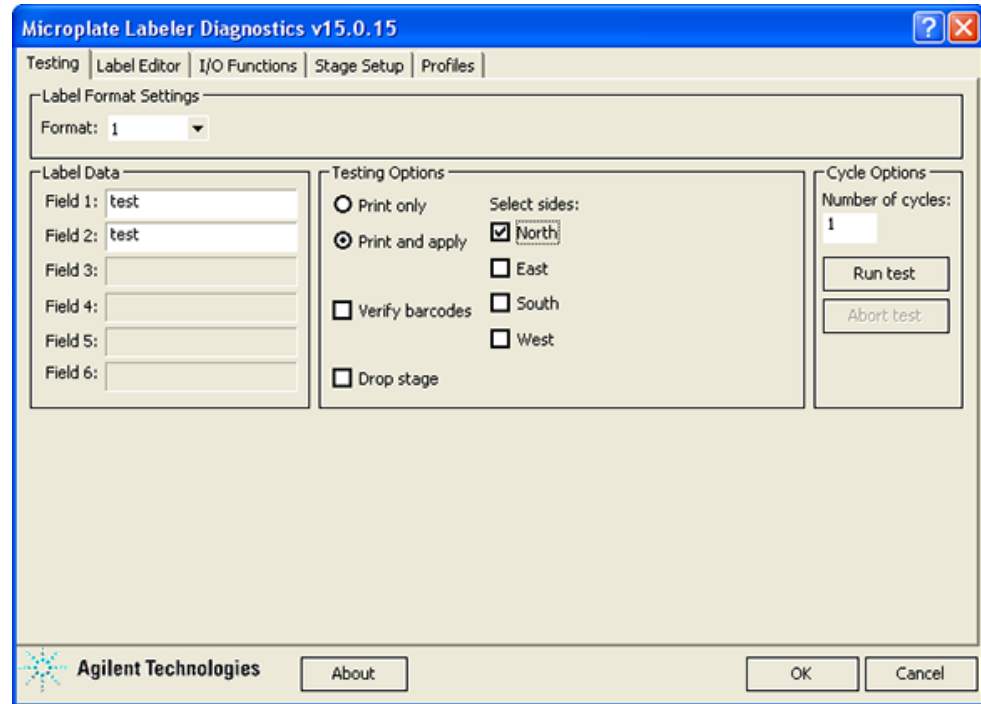 Microplate Labeler Diagnostics v15.0.15
Testing Label Editor I/O Functions Stage Setup Profiles
Label Format Settings
Format: 1
Label Data
Field 1: test
Field 2: test
Field 3:
Field 4:
Field 5:
Field 6:
Testing Options
Print only
Print and apply
Verify barcodes
Drop stage
Select sides:
North
East
South
West
Cycle Options
Number of cycles:
1
Run test
Abort test
Agilent Technologies
About
OK
Cancel